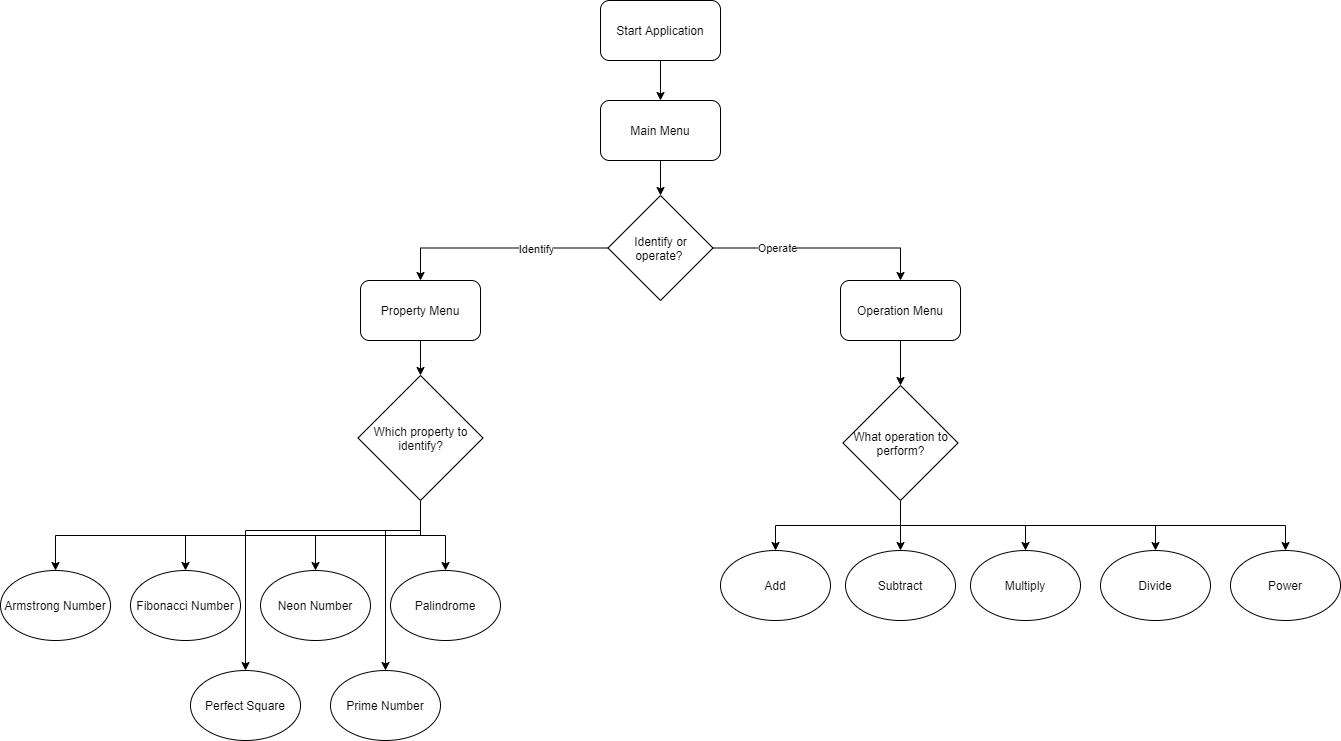 Start Application
Main Menu
Identify or
operate?
Identify
Operate
Property Menu
Operation Menu
Which property to
identify?
What operation to
perform?
Armstrong Number
Fibonacci Number
Neon Number
Palindrome
Add
Subtract
Multiply
Divide
Power
Perfect Square
Prime Number